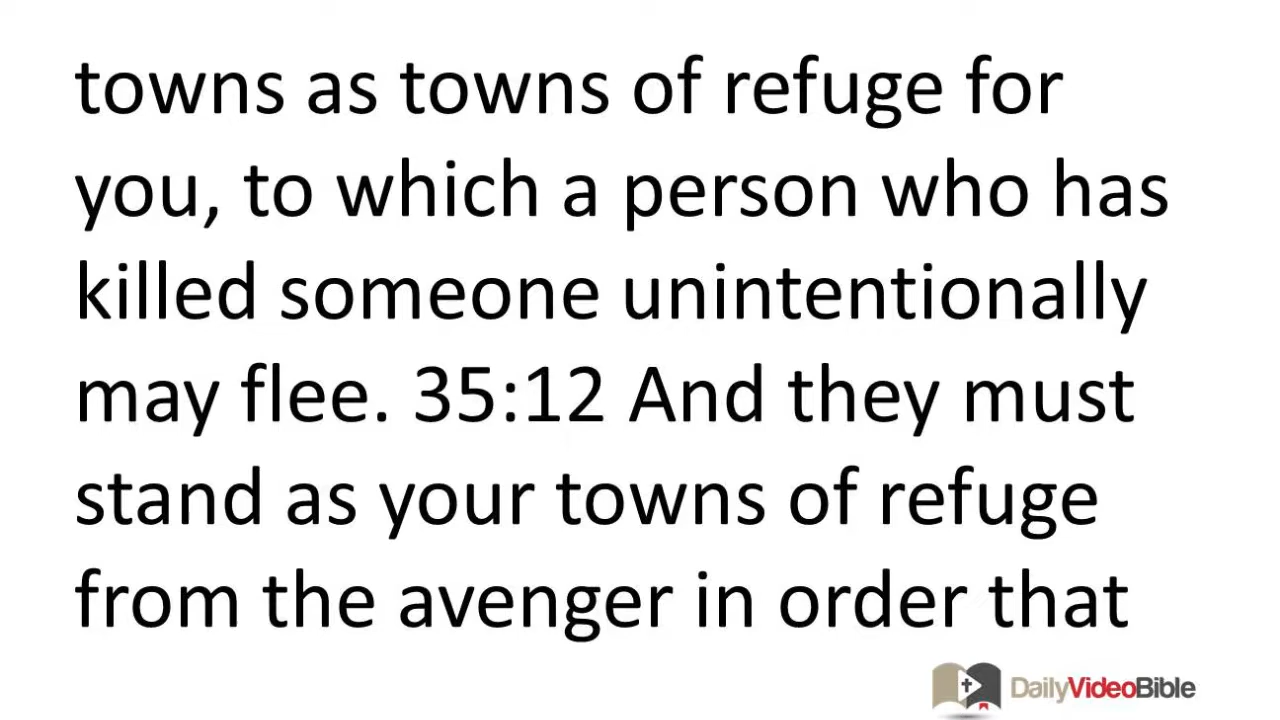 towns as towns of refuge for
you, to which a person who has
killed someone unintentionally
may flee. 35:12 And they must
stand as your towns of refuge
from the avenger in order that
DailyVideoBible